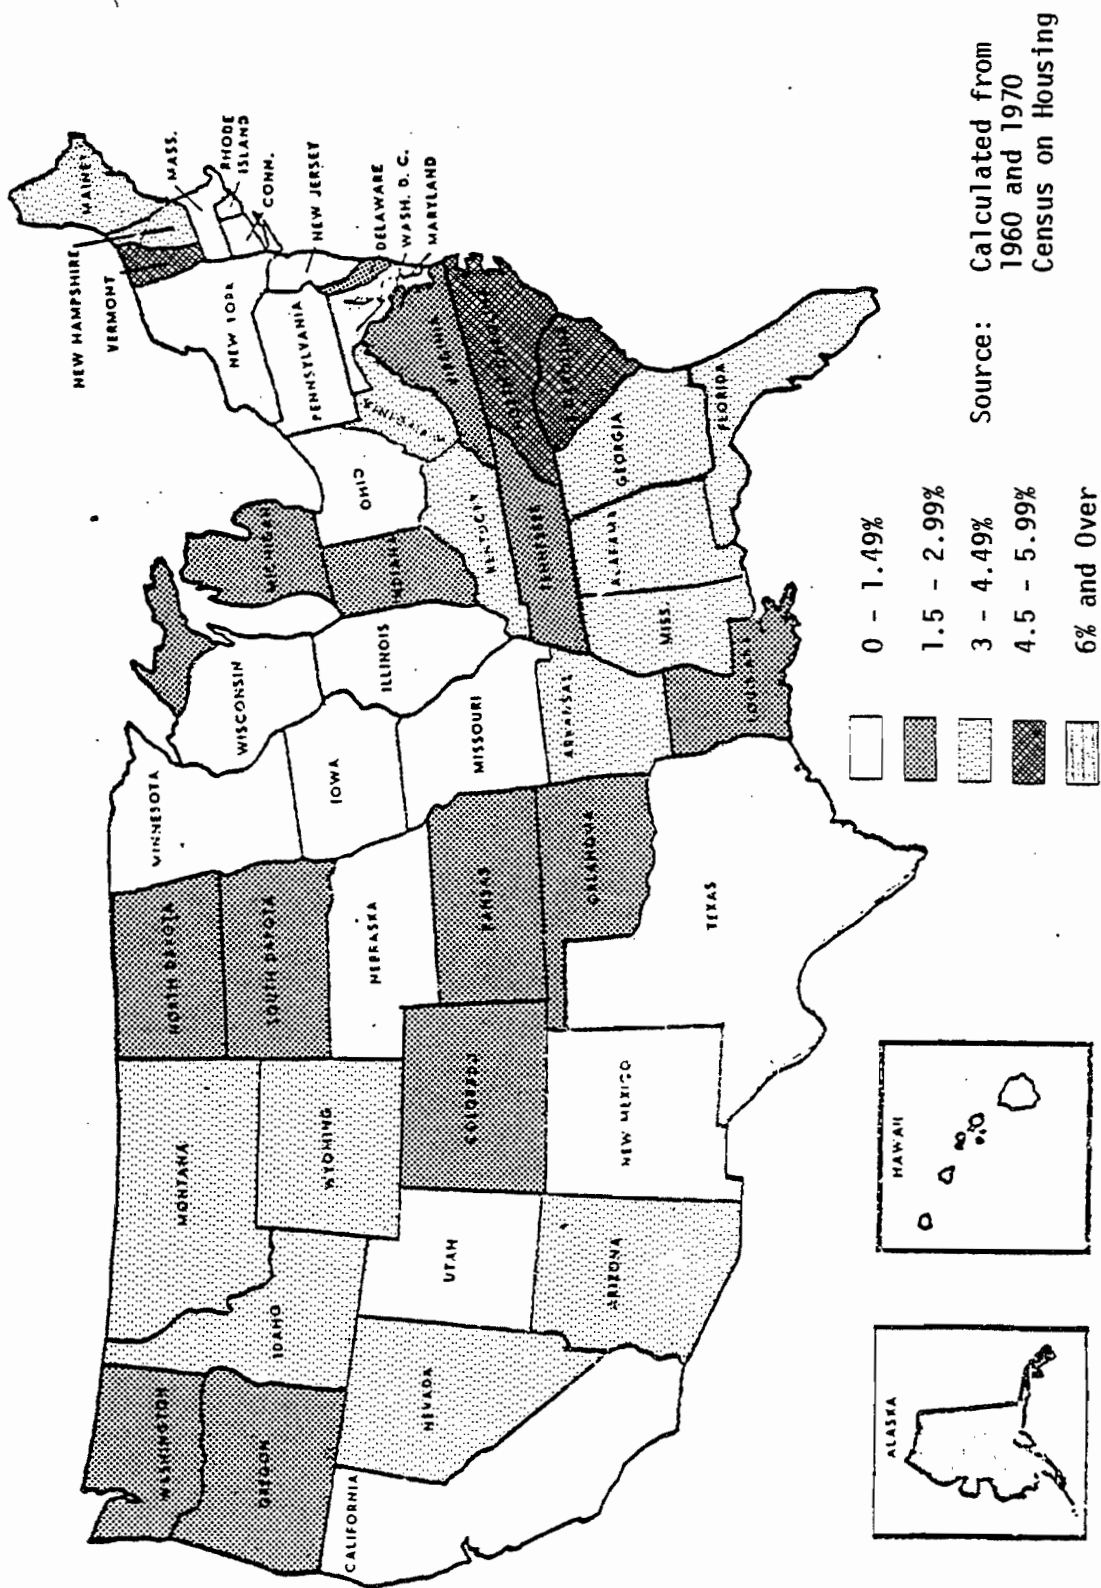 WASHINGTON
OREGON
CALIFORNIA
IDAHO
NEVADA
MONTANA
WYOMING
UTAH
ARIZONA
COLORADO
NEW MEXICO
NORTH DAKOTA
SOUTH DAKOTA
NEBRASKA
KANSAS
OKLAHOMA
TEXAS
MINNESOTA
IOWA
MISSOURI
ARKANSAS
LOUISIANA
WISCONSIN
ILLINOIS
MICHIGAN
INDIANA
OHIO
KENTUCKY
TENNESSEE
MISS
ALABAMA
GEORGIA
FLORIDA
VIRGINIA
W. VIRGINIA
PENNSYLVANIA
NEW YORK
NEW HAMPSHIRE
VERMONT
MAINE
MASS.
RHODE
ISLAND
CONN.
NEW JERSEY
DELAWARE
WASH. D. C.
MARYLAND
ALASKA
HAWAII
0 - 1.49%
1.5 - 2.99%
3 - 4.49%
4.5 - 5.99%
6% and Over
Source: Calculated from
1960 and 1970
Census on Housing